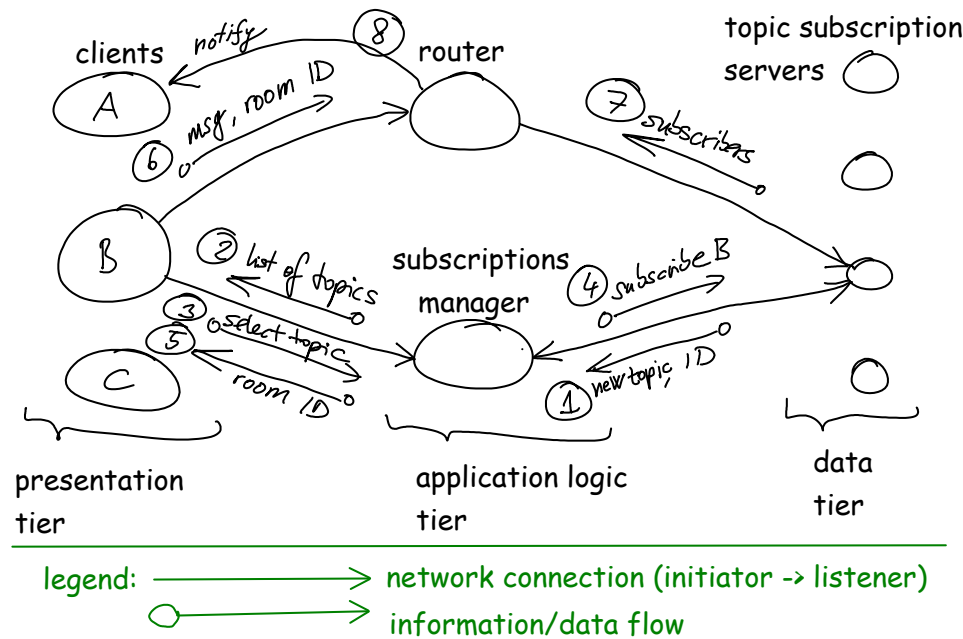 clients
notify
8
router
topic subscription
servers
A
msg, room ID
6
7
subscribers
B
2
list of topics
subscriptions
manager
4
subscribe B
3
select topic
5
room ID
C
1
new topic, ID
presentation
tier
application logic
tier
data
tier
legend:
network connection (initiator -> listener)
information/data flow